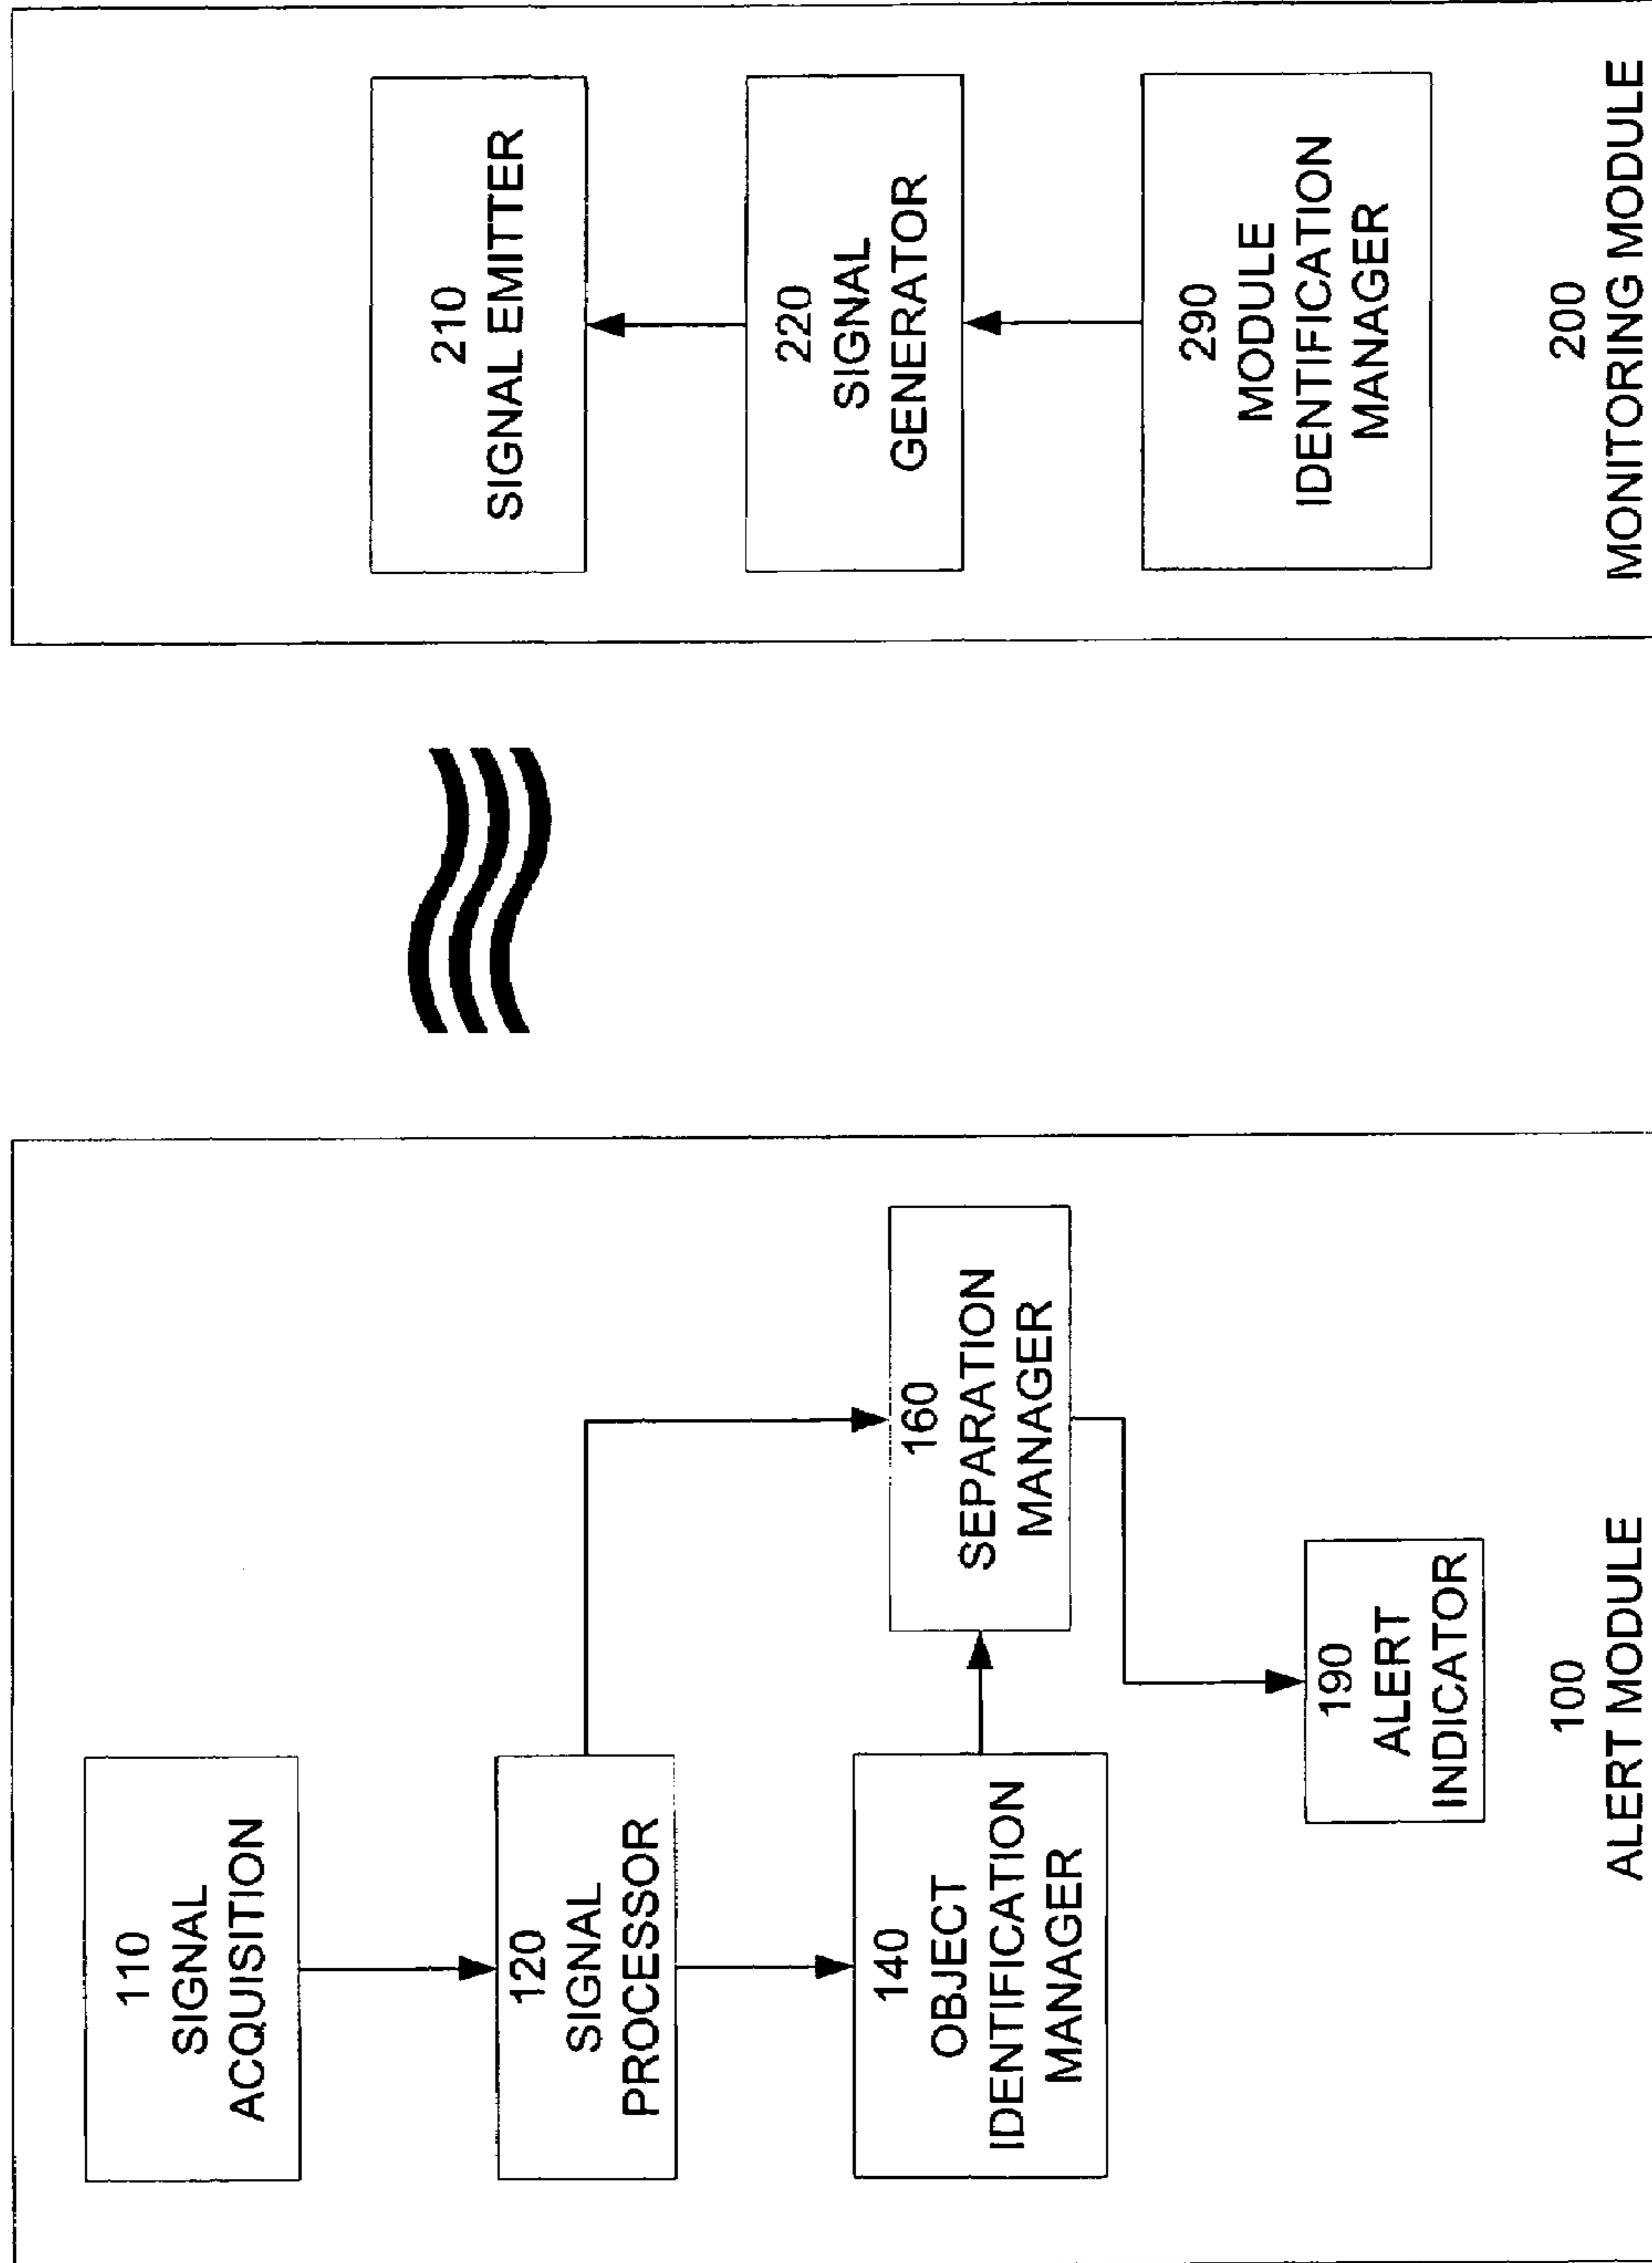 110
SIGNAL
ACQUISITION
120
SIGNAL
PROCESSOR
140
OBJECT
IDENTIFICATION
MANAGER
160
SEPARATION
MANAGER
190
ALERT
INDICATOR
100
ALERT MODULE
210
SIGNAL EMITTER
220
SIGNAL
GENERATOR
290
MODULE
IDENTIFICATION
MANAGER
200
MONITORING MODULE